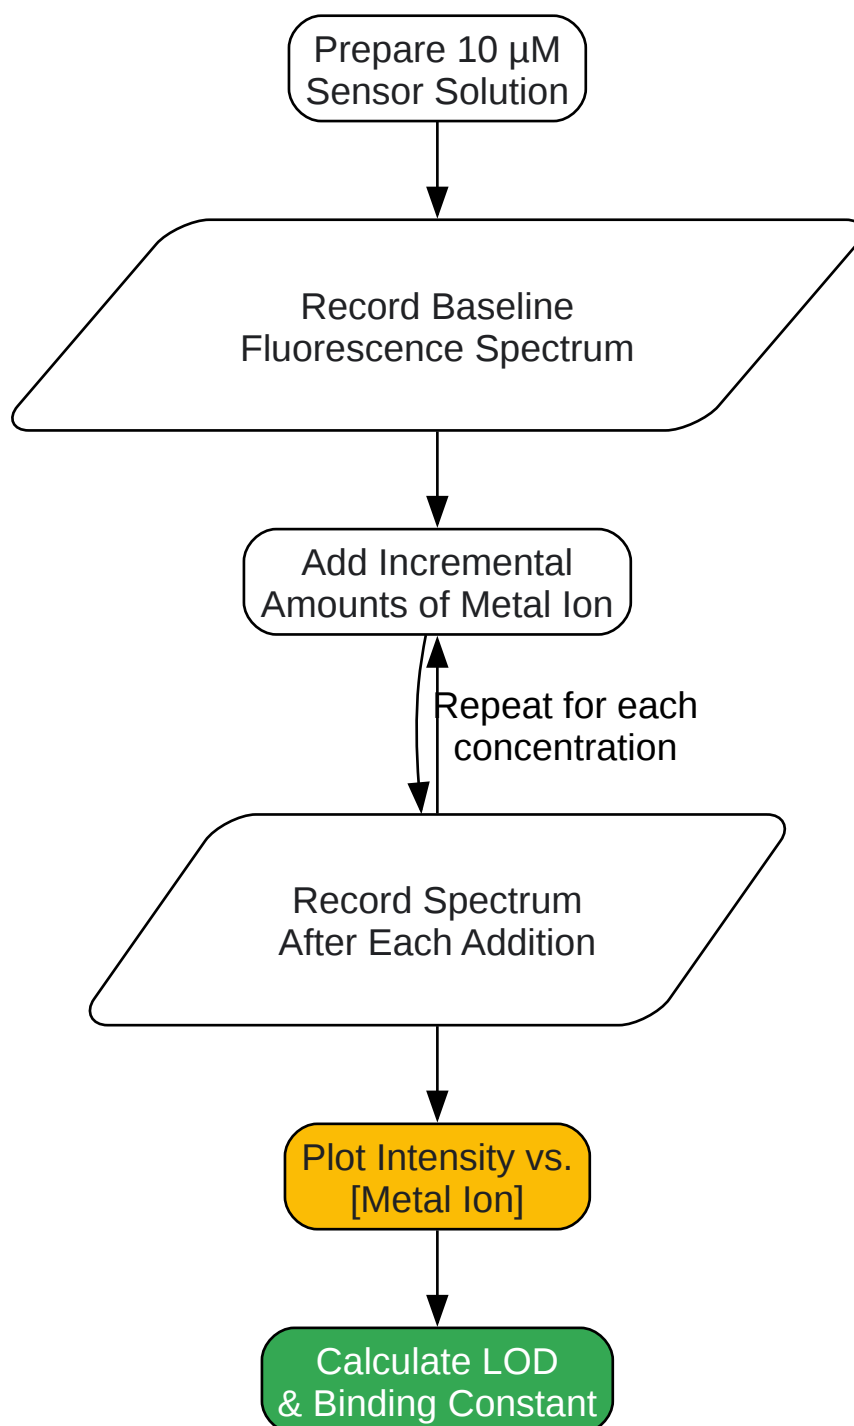 Prepare 10 µM
Sensor Solution
Record Baseline
Fluorescence Spectrum
Add Incremental
Amounts of Metal Ion
Repeat for each
concentration
Record Spectrum
After Each Addition
Plot Intensity vs.
[Metal Ion]
Calculate LOD
& Binding Constant